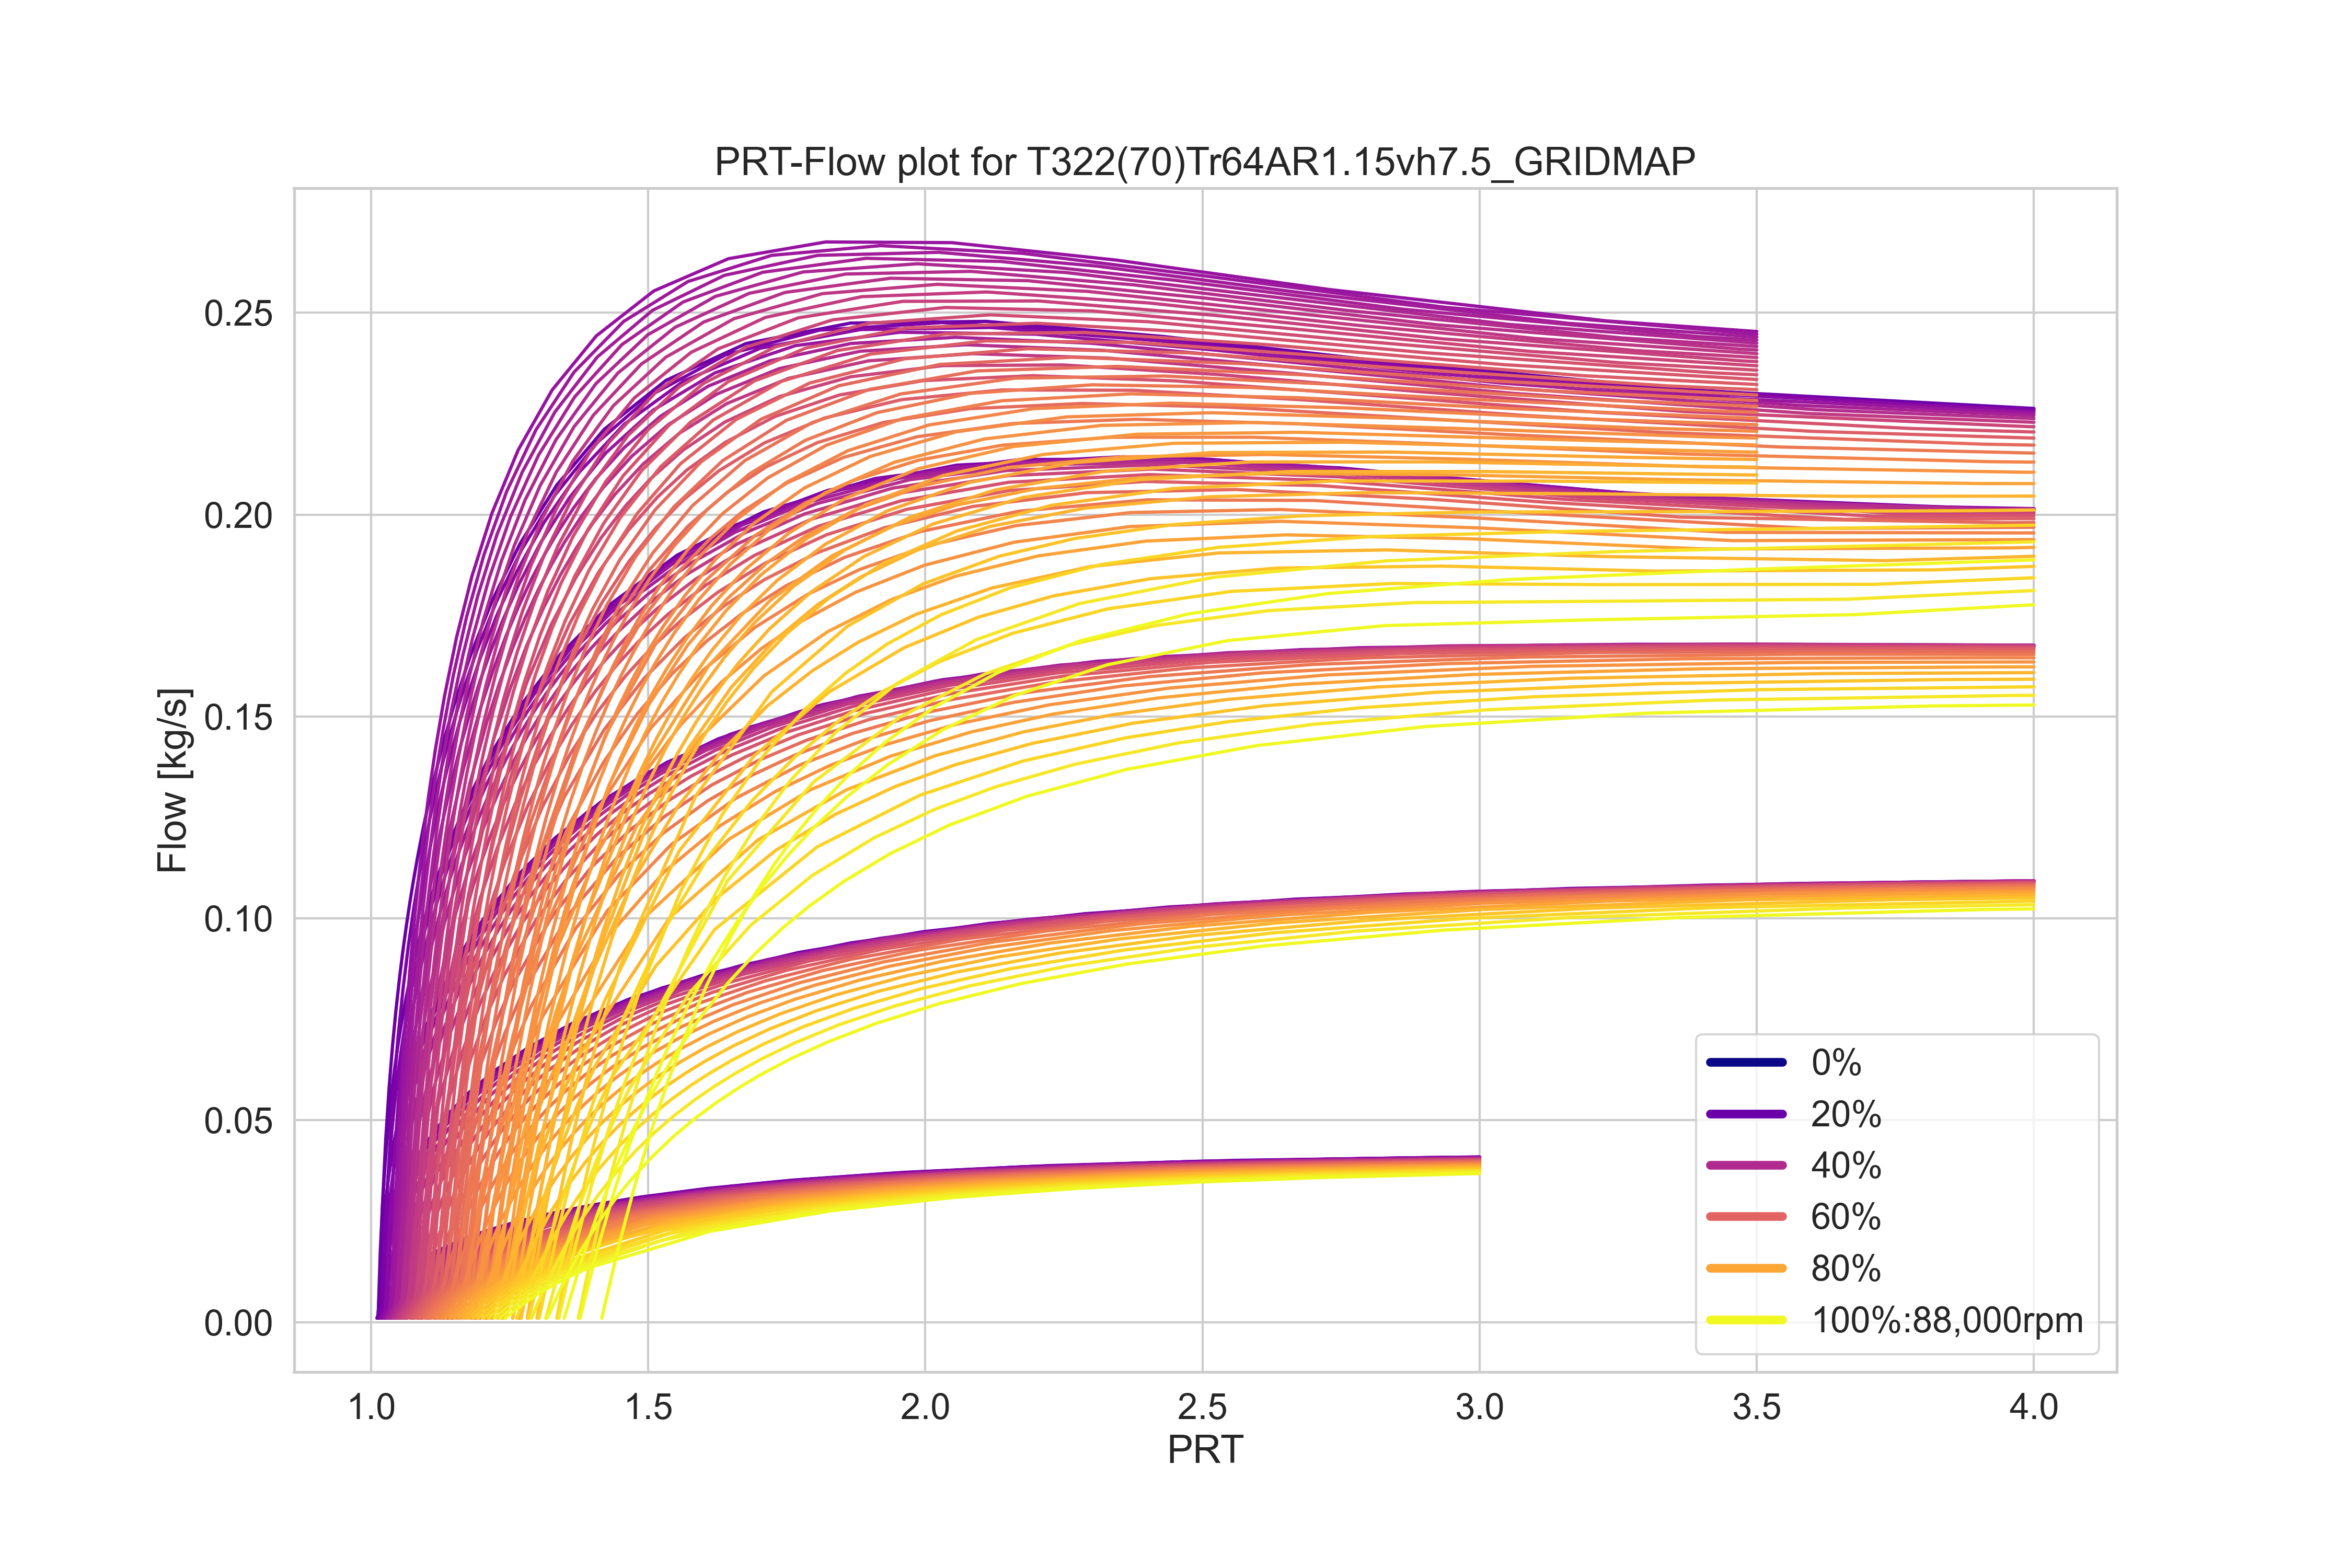 PRT-Flow plot for T322(70)Tr64AR1.15vh7.5_GRIDMAP
Flow [kg/s]
0.25
0.20
0.15
0.10
0.05
0.00
0%
20%
40%
60%
80%
100%:88,000rpm
1.0 1.5 2.0 2.5 3.0 3.5 4.0
PRT